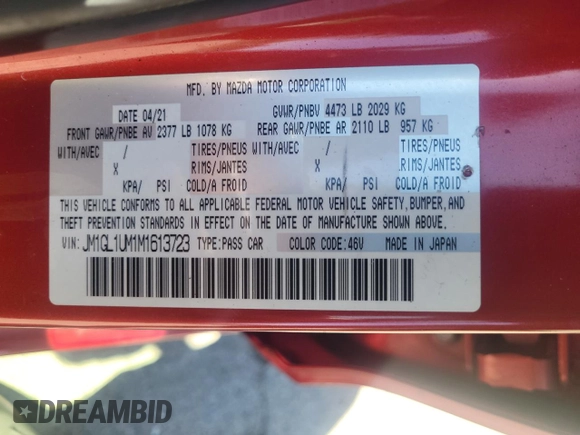 MFD. BY MAZDA MOTOR CORPORATION
DATE 04/21 GVWR/PNBV 4473 LB 2029 KG
FRONT GAWR/PNBE AV 2377 LB 1078 KG REAR GAWR/PNBE AR 2110 LB 957 KG
WITH/AVEC / TIRES/PNEUS WITH/AVEC / TIRES/PNEUS
X RIMS/JANTES X RIMS/JANTES
KPA/ PSI COLD/A FROID KPA/ PSI COLD/A FROID
THIS VEHICLE CONFORMS TO ALL APPLICABLE FEDERAL MOTOR VEHICLE SAFETY, BUMPER, AND
THEFT PREVENTION STANDARDS IN EFFECT ON THE DATE OF MANUFACTURE SHOWN ABOVE.
VIN: JM1GL1UM1M1613723 TYPE: PASS CAR COLOR CODE: 46V MADE IN JAPAN
DREAMBID